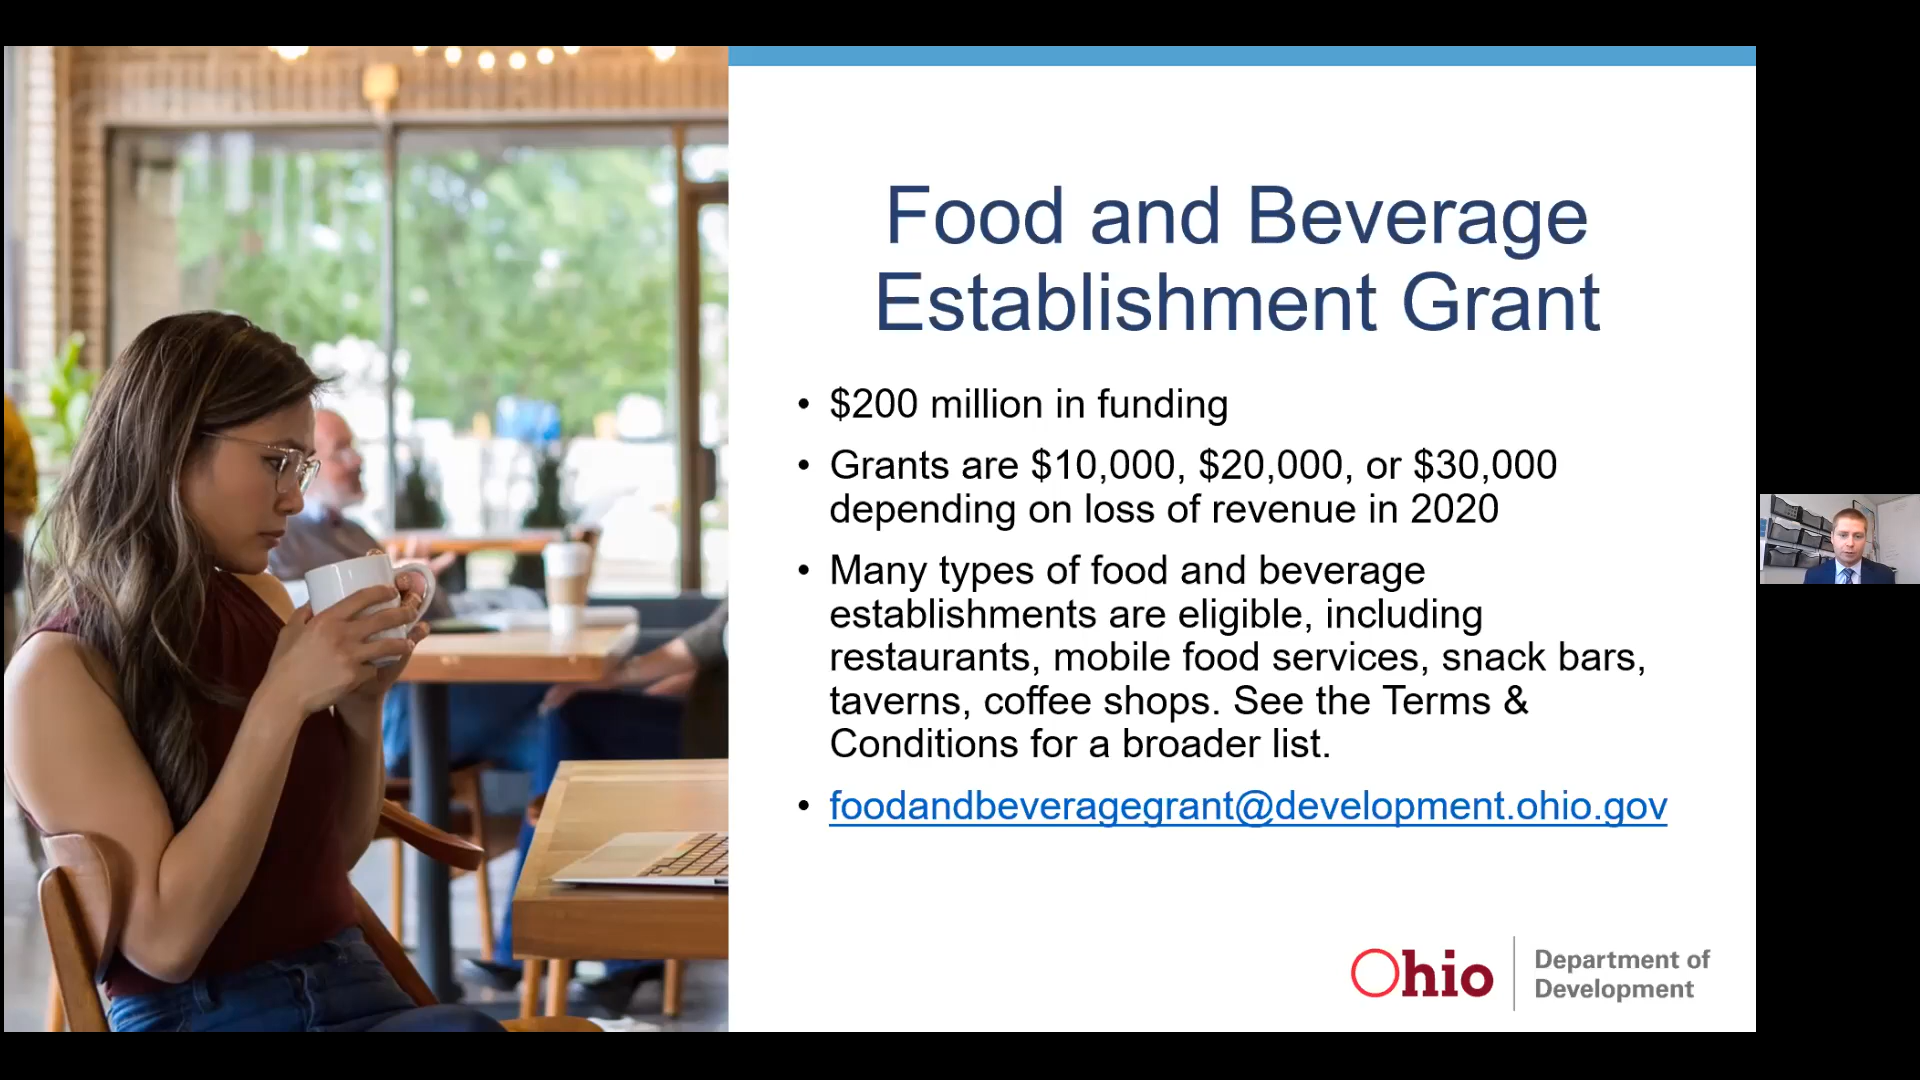 Food and Beverage
Establishment Grant
• $200 million in funding
• Grants are $10,000, $20,000, or $30,000
depending on loss of revenue in 2020
• Many types of food and beverage
establishments are eligible, including
restaurants, mobile food services, snack bars,
taverns, coffee shops. See the Terms &
Conditions for a broader list.
• foodandbeveragegrant@development.ohio.gov
Ohio
Department of
Development